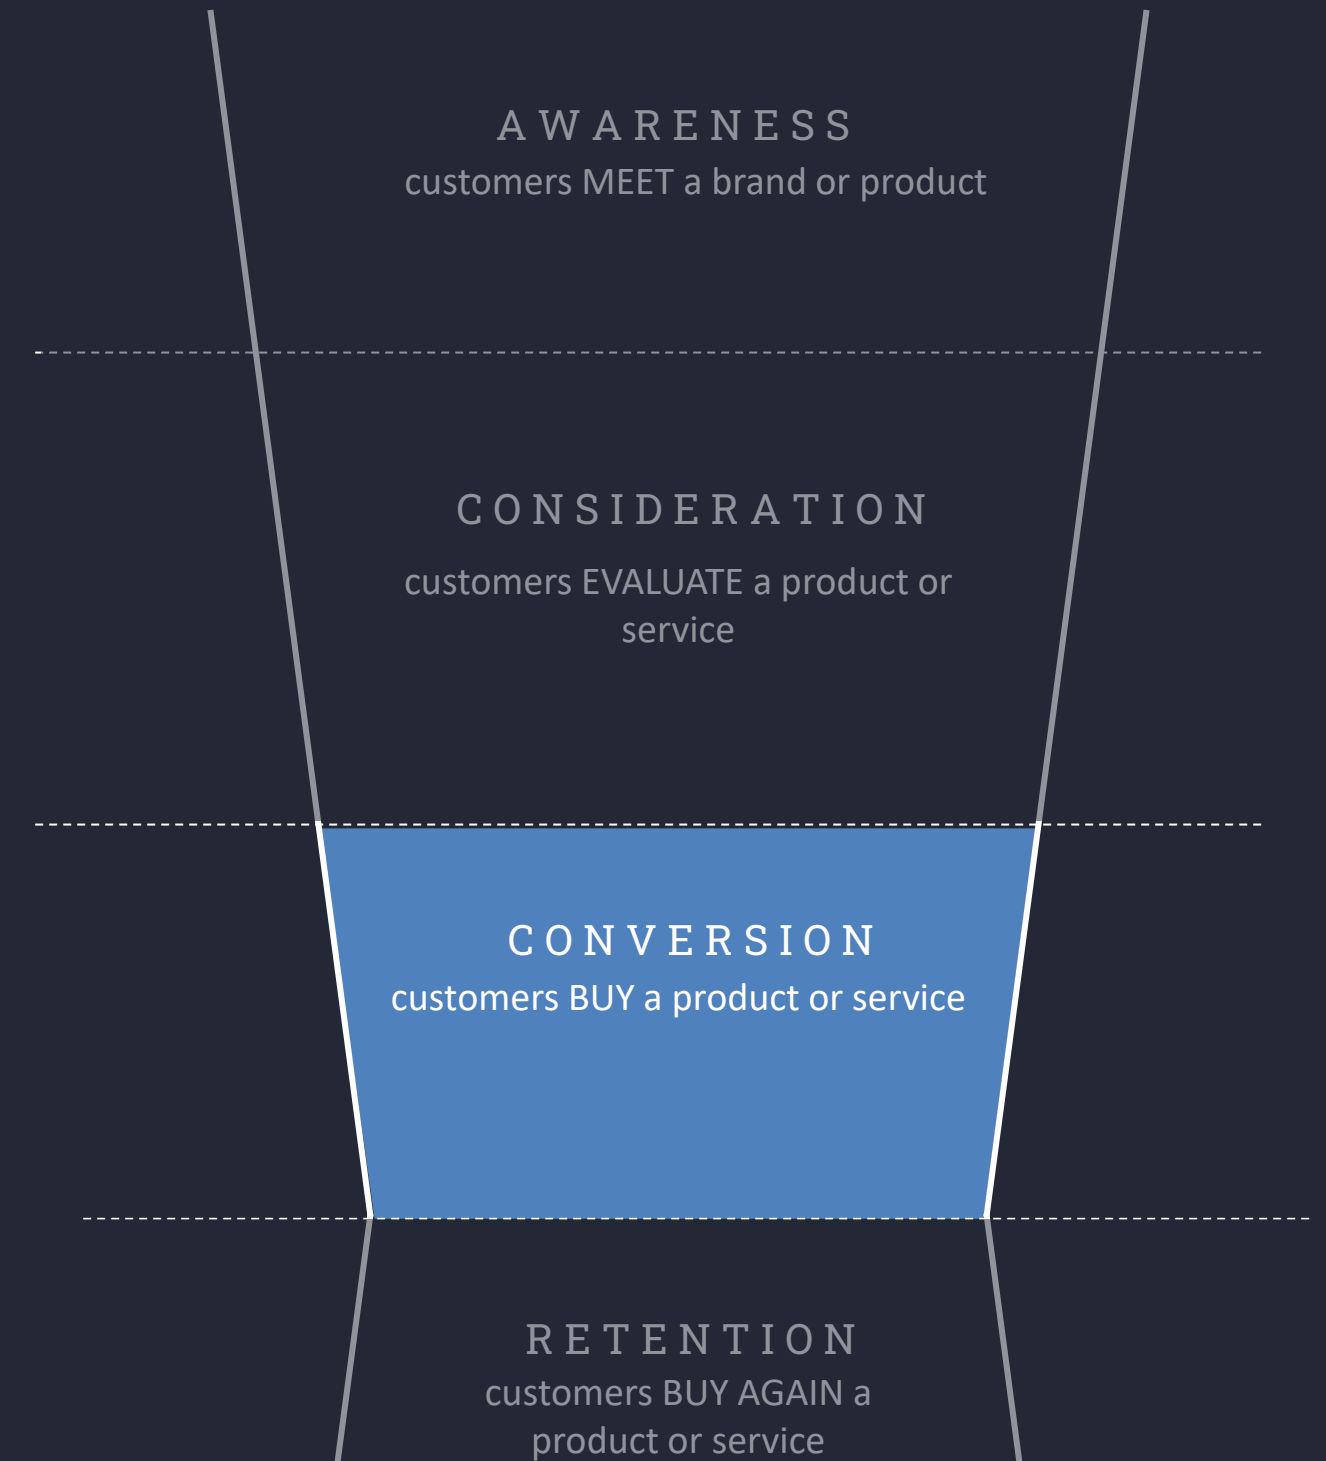 AWARENESS
customers MEET a brand or product
CONSIDERATION
customers EVALUATE a product or
service
CONVERSION
customers BUY a product or service
RETENTION
customers BUY AGAIN a
product or service